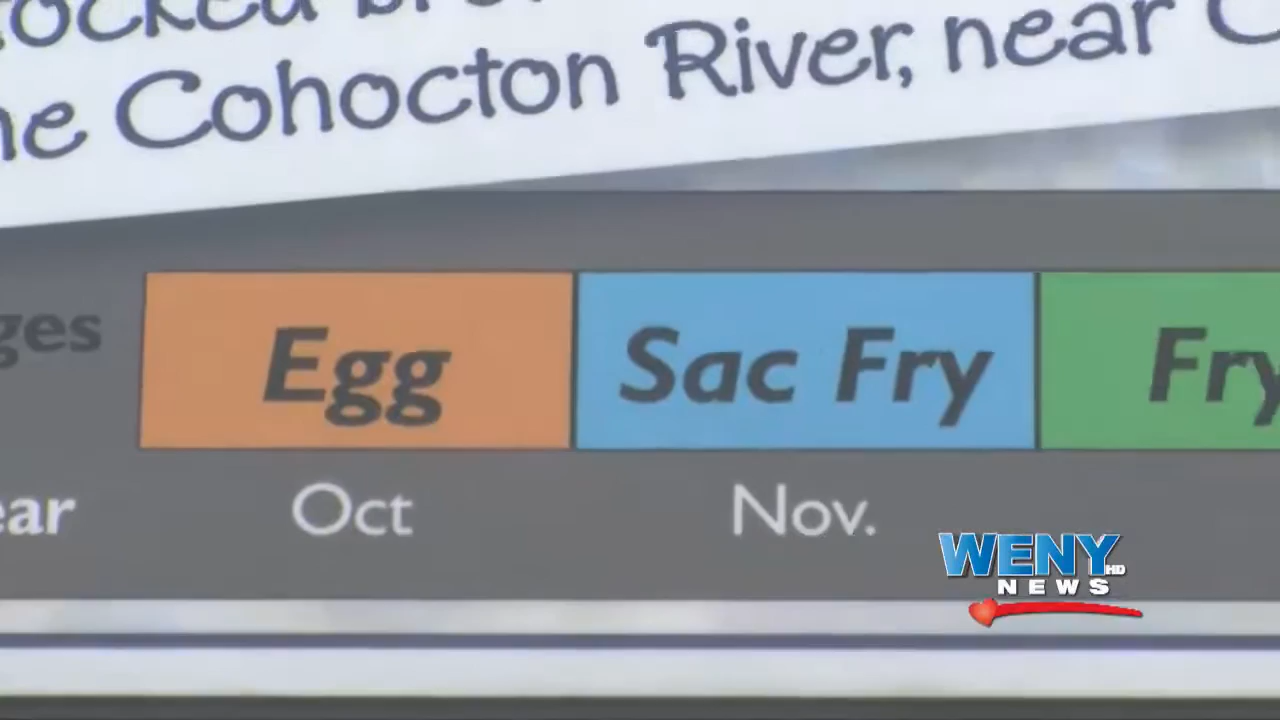 ne Cohocton River, near
ges Egg Sac Fry Fry
ear Oct Nov.
WENY HD
NEWS